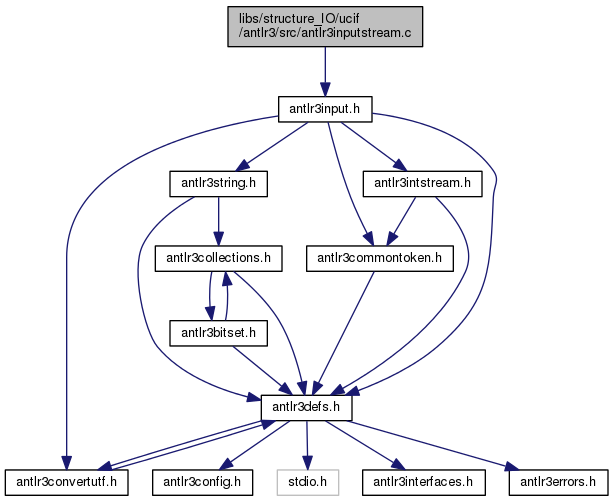 libs/structure_IO/ucif
/antlr3/src/antlr3inputstream.c
antlr3input.h
antlr3string.h
antlr3intstream.h
antlr3collections.h
antlr3commontoken.h
antlr3bitset.h
antlr3defs.h
antlr3convertutf.h
antlr3config.h
stdio.h
antlr3interfaces.h
antlr3errors.h